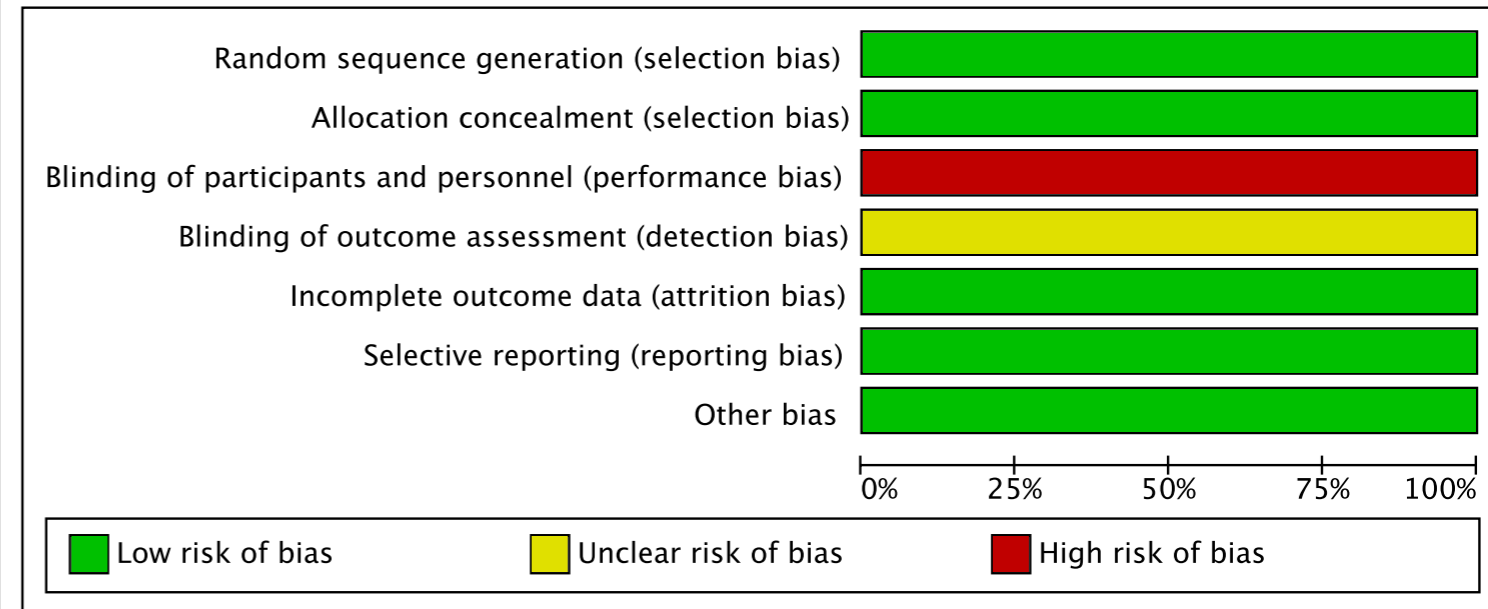 Random sequence generation (selection bias)
Allocation concealment (selection bias)
Blinding of participants and personnel (performance bias)
Blinding of outcome assessment (detection bias)
Incomplete outcome data (attrition bias)
Selective reporting (reporting bias)
Other bias
0% 25% 50% 75% 100%
Low risk of bias Unclear risk of bias High risk of bias